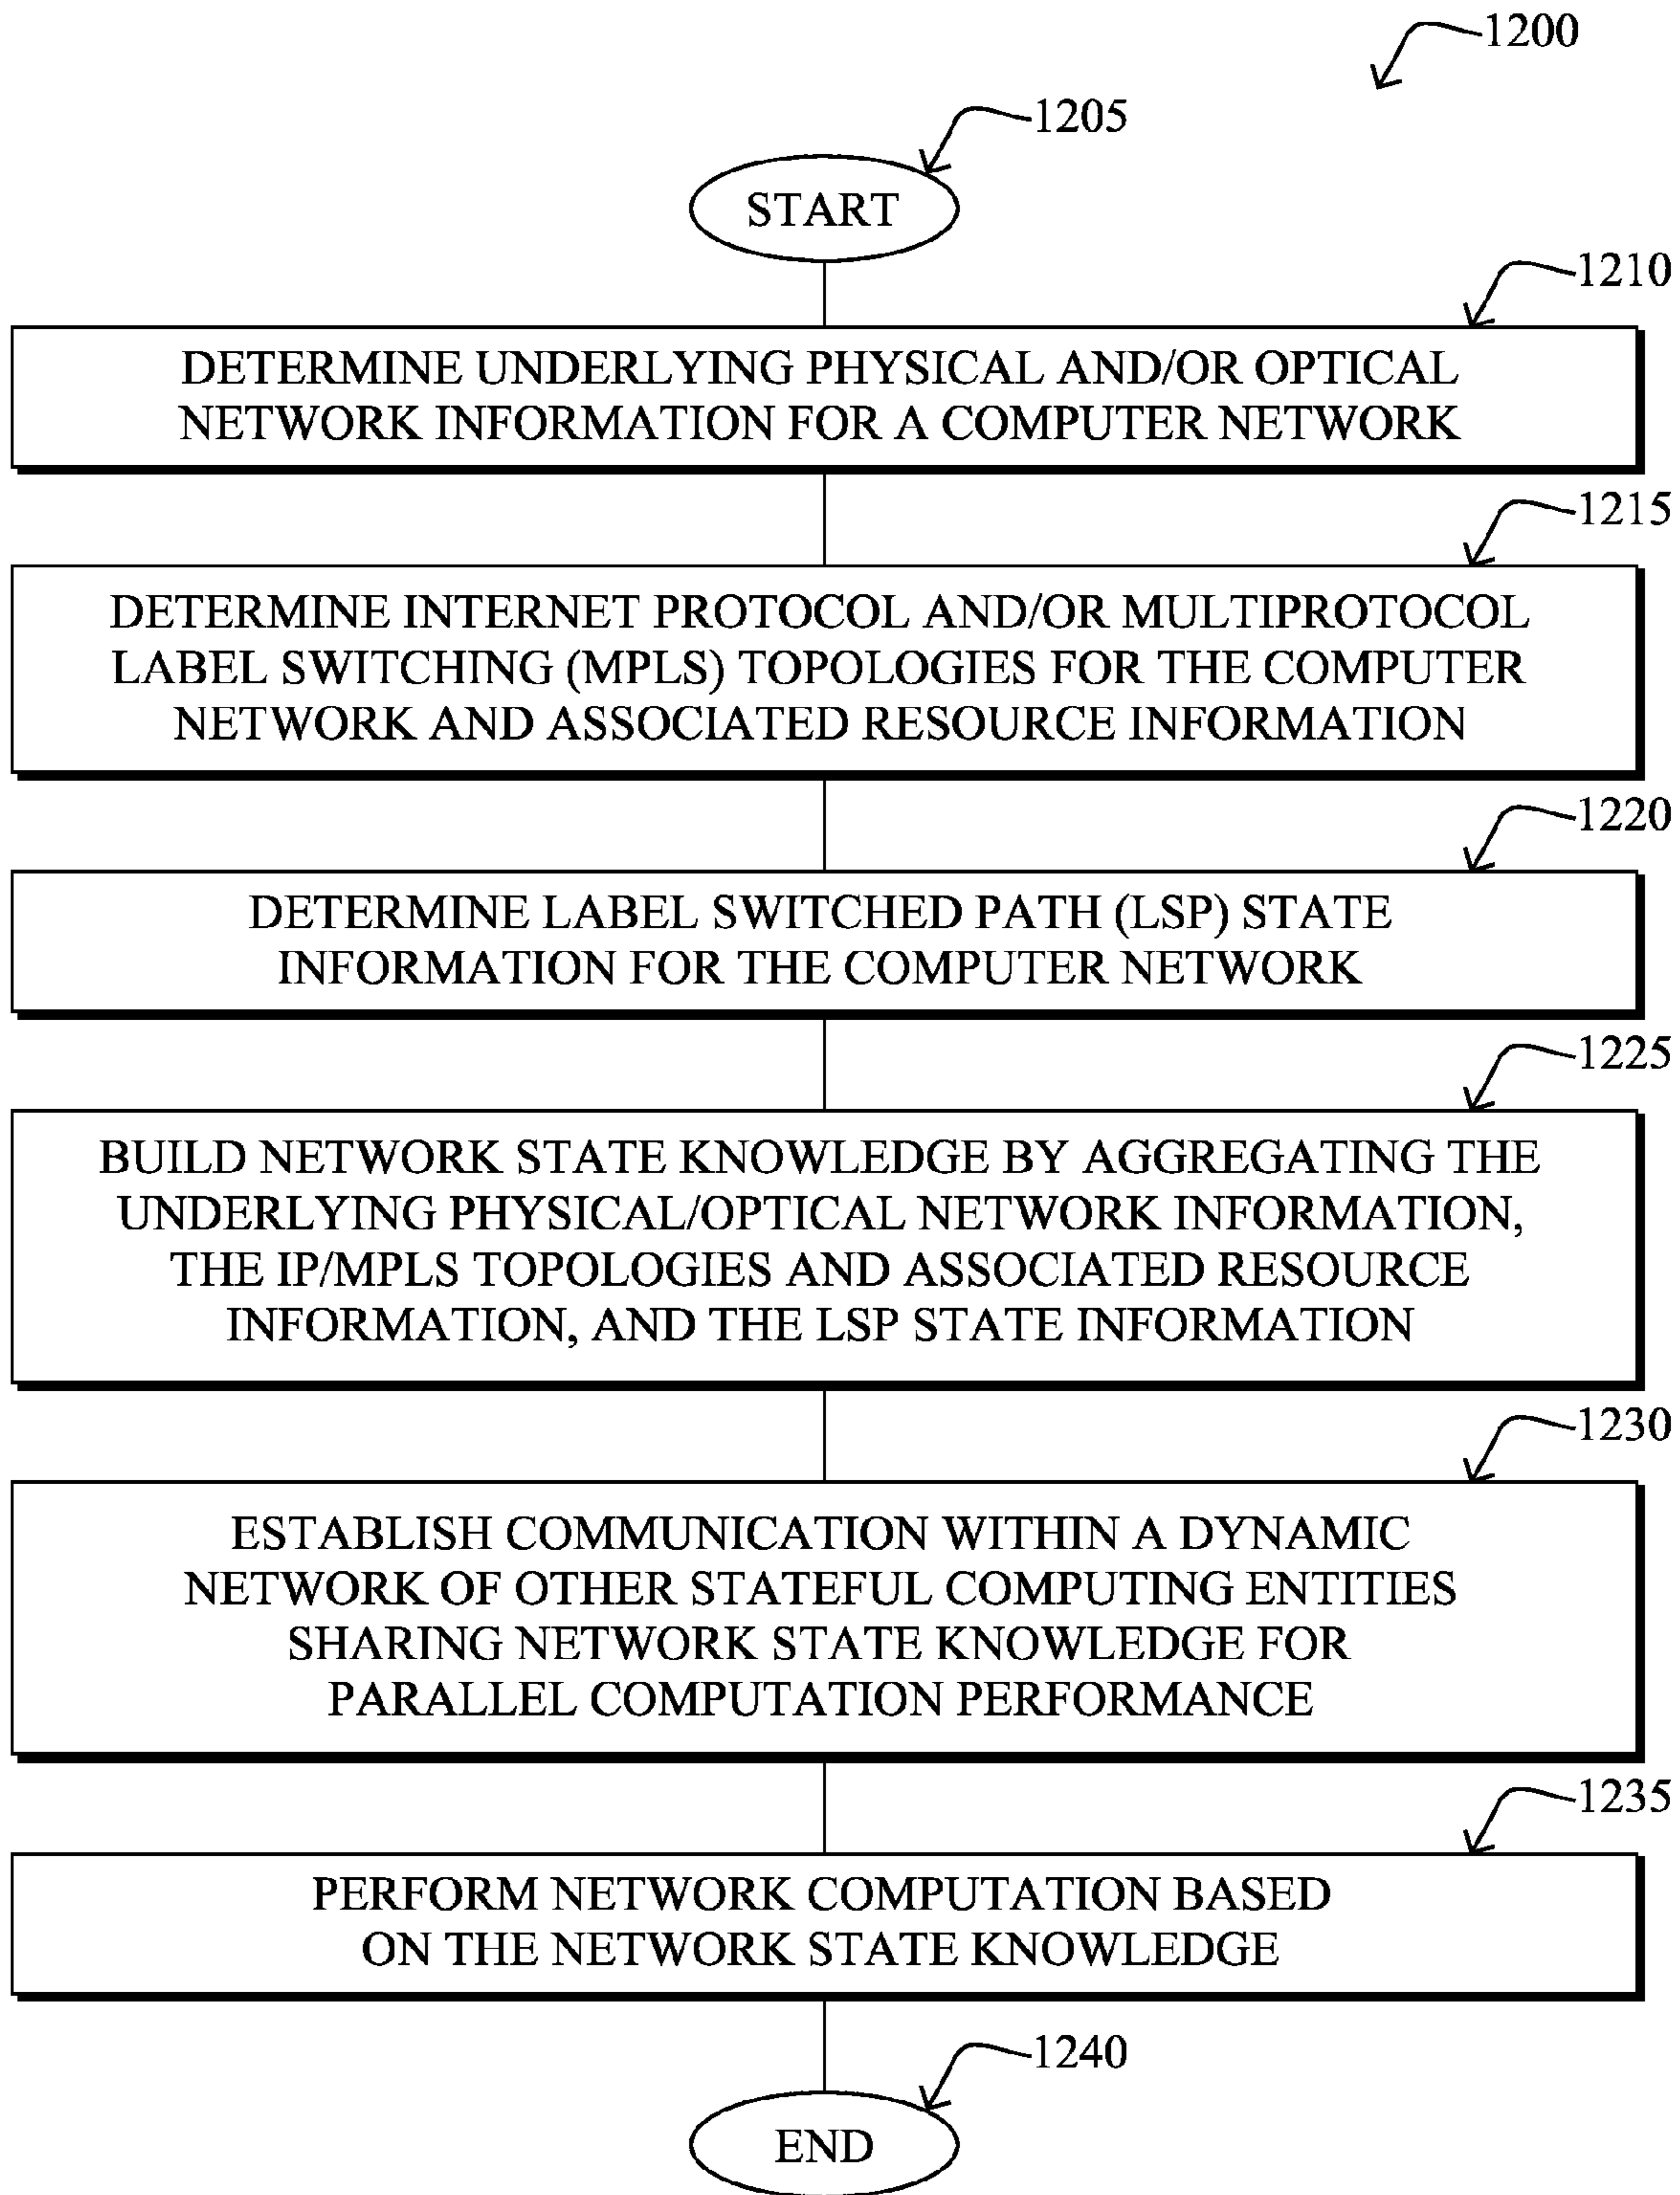 1200
1205
START
1210
DETERMINE UNDERLYING PHYSICAL AND/OR OPTICAL
NETWORK INFORMATION FOR A COMPUTER NETWORK
1215
DETERMINE INTERNET PROTOCOL AND/OR MULTIPROTOCOL
LABEL SWITCHING (MPLS) TOPOLOGIES FOR THE COMPUTER
NETWORK AND ASSOCIATED RESOURCE INFORMATION
1220
DETERMINE LABEL SWITCHED PATH (LSP) STATE
INFORMATION FOR THE COMPUTER NETWORK
1225
BUILD NETWORK STATE KNOWLEDGE BY AGGREGATING THE
UNDERLYING PHYSICAL/OPTICAL NETWORK INFORMATION,
THE IP/MPLS TOPOLOGIES AND ASSOCIATED RESOURCE
INFORMATION, AND THE LSP STATE INFORMATION
1230
ESTABLISH COMMUNICATION WITHIN A DYNAMIC
NETWORK OF OTHER STATEFUL COMPUTING ENTITIES
SHARING NETWORK STATE KNOWLEDGE FOR
PARALLEL COMPUTATION PERFORMANCE
1235
PERFORM NETWORK COMPUTATION BASED
ON THE NETWORK STATE KNOWLEDGE
1240
END